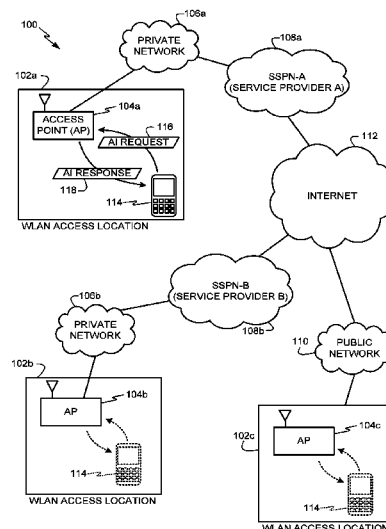 100
106a
PRIVATE
NETWORK
108a
SSPN-A
(SERVICE PROVIDER A)
102a
ACCESS
POINT (AP)
104a
116
AI REQUEST
AI RESPONSE
118
114
WLAN ACCESS LOCATION
112
INTERNET
SSPN-B
(SERVICE PROVIDER B)
108b
106b
PRIVATE
NETWORK
110
PUBLIC
NETWORK
102b
AP
104b
114
WLAN ACCESS LOCATION
102c
AP
104c
114
WLAN ACCESS LOCATION